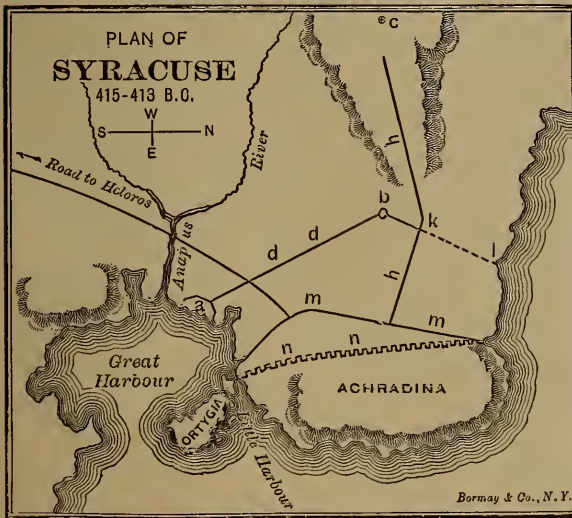 PLAN OF
SYRACUSE
415-413 B.C.
W
S N
E
c
Road to Heloros
River
Anapus
h
b
k
d d
l
a
h
m
m
n n
Great
Harbour
ACHRADINA
ORTYGIA
Little Harbour
Bormay & Co., N.Y.